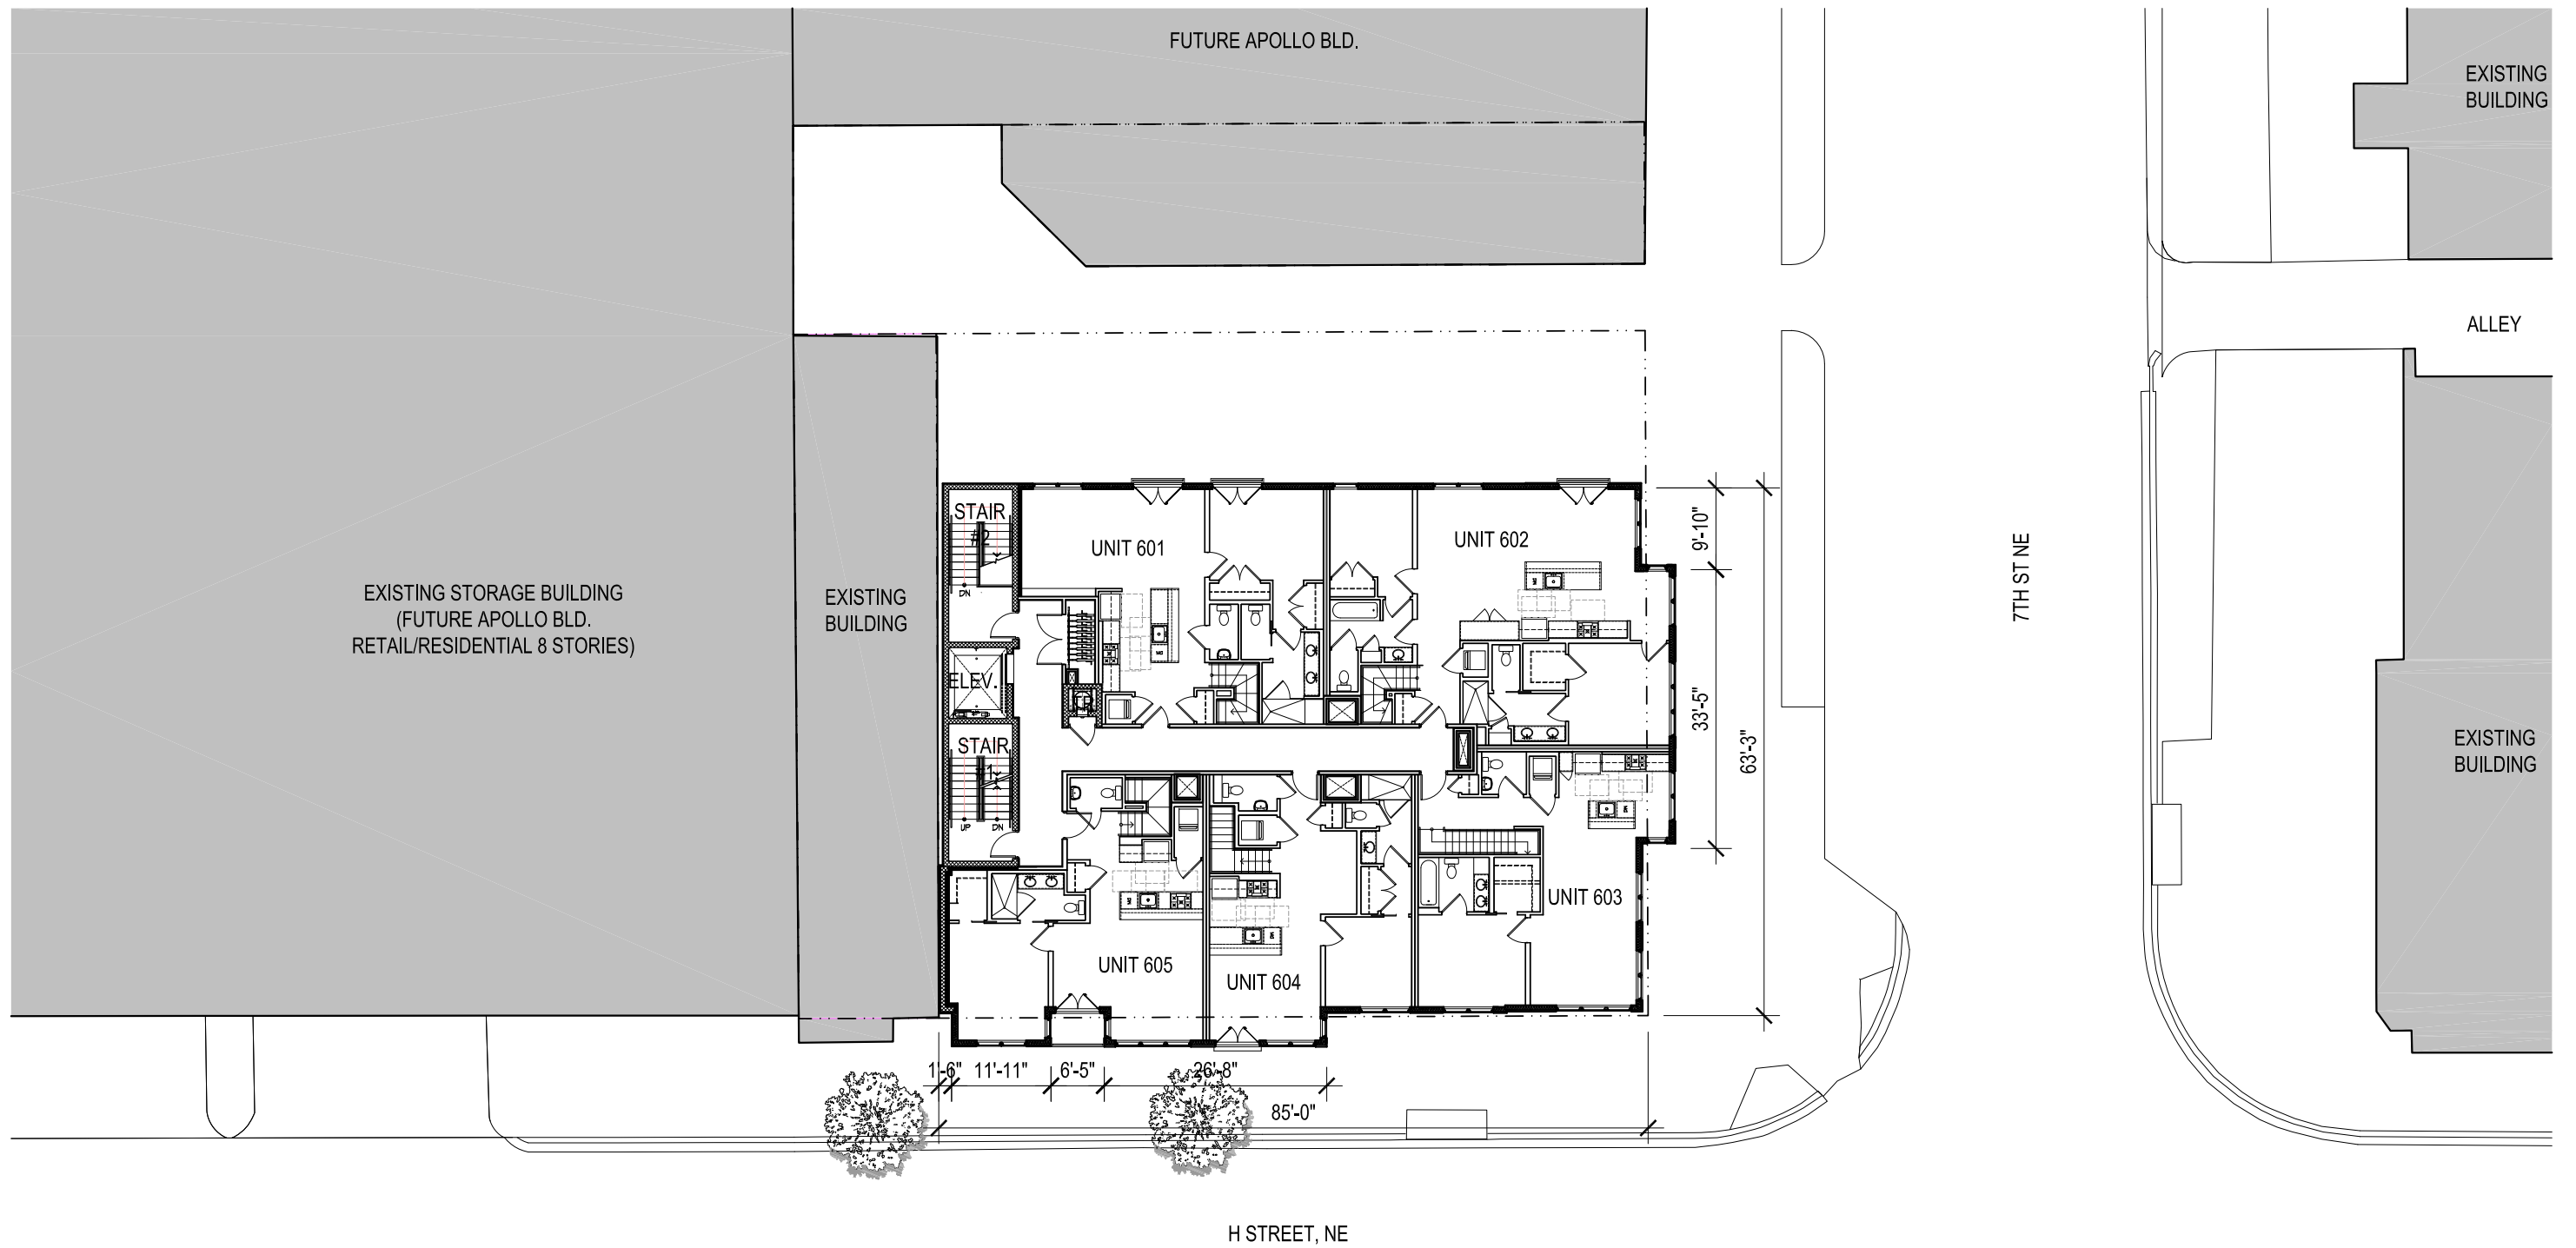 FUTURE APOLLO BLD.
EXISTING
BUILDING
ALLEY
STAIR
#2
DN
UNIT 601
UNIT 602
9'-10"
7TH ST NE
EXISTING STORAGE BUILDING
(FUTURE APOLLO BLD.
RETAIL/RESIDENTIAL 8 STORIES)
EXISTING
BUILDING
ELEV.
33'-5"
63'-3"
STAIR
#1
UP
DN
EXISTING
BUILDING
UNIT 603
UNIT 605
UNIT 604
1'-6"
11'-11"
6'-5"
26'-8"
85'-0"
H STREET, NE